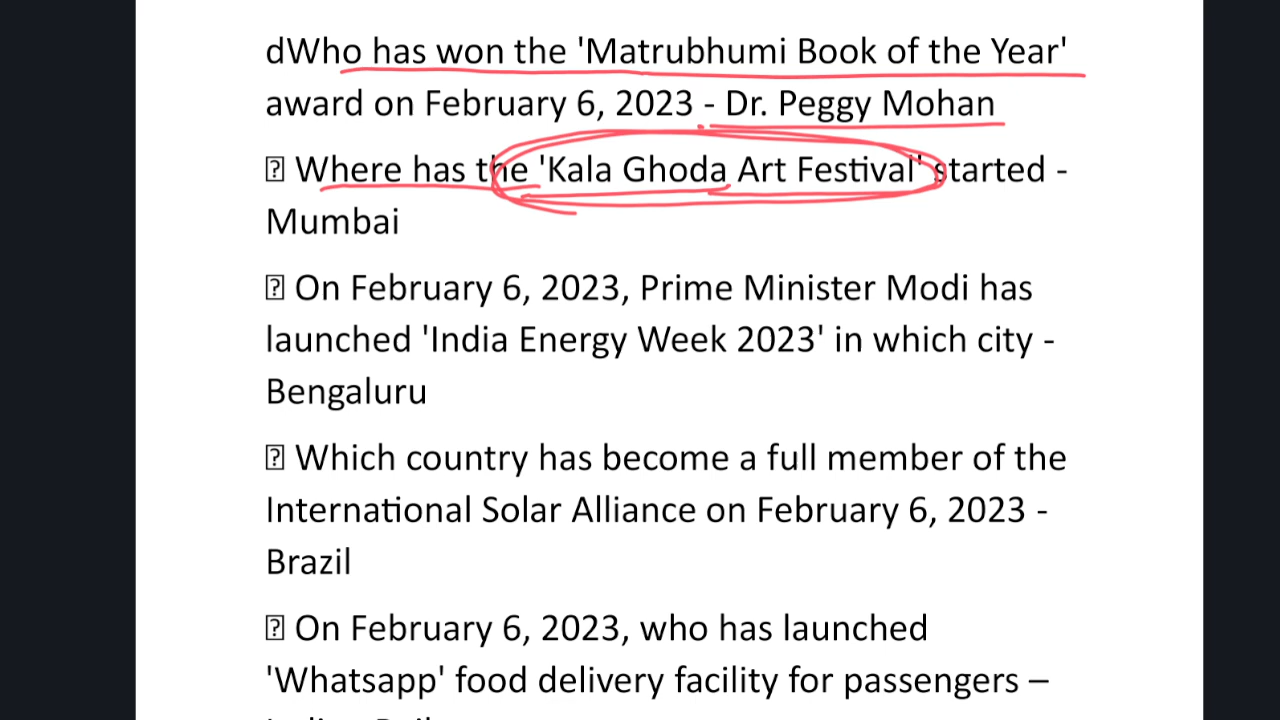 dWho has won the 'Matrubhumi Book of the Year'
award on February 6, 2023 - Dr. Peggy Mohan
Where has the 'Kala Ghoda Art Festival' started -
Mumbai
On February 6, 2023, Prime Minister Modi has
launched 'India Energy Week 2023' in which city -
Bengaluru
Which country has become a full member of the
International Solar Alliance on February 6, 2023 -
Brazil
On February 6, 2023, who has launched
'Whatsapp' food delivery facility for passengers –